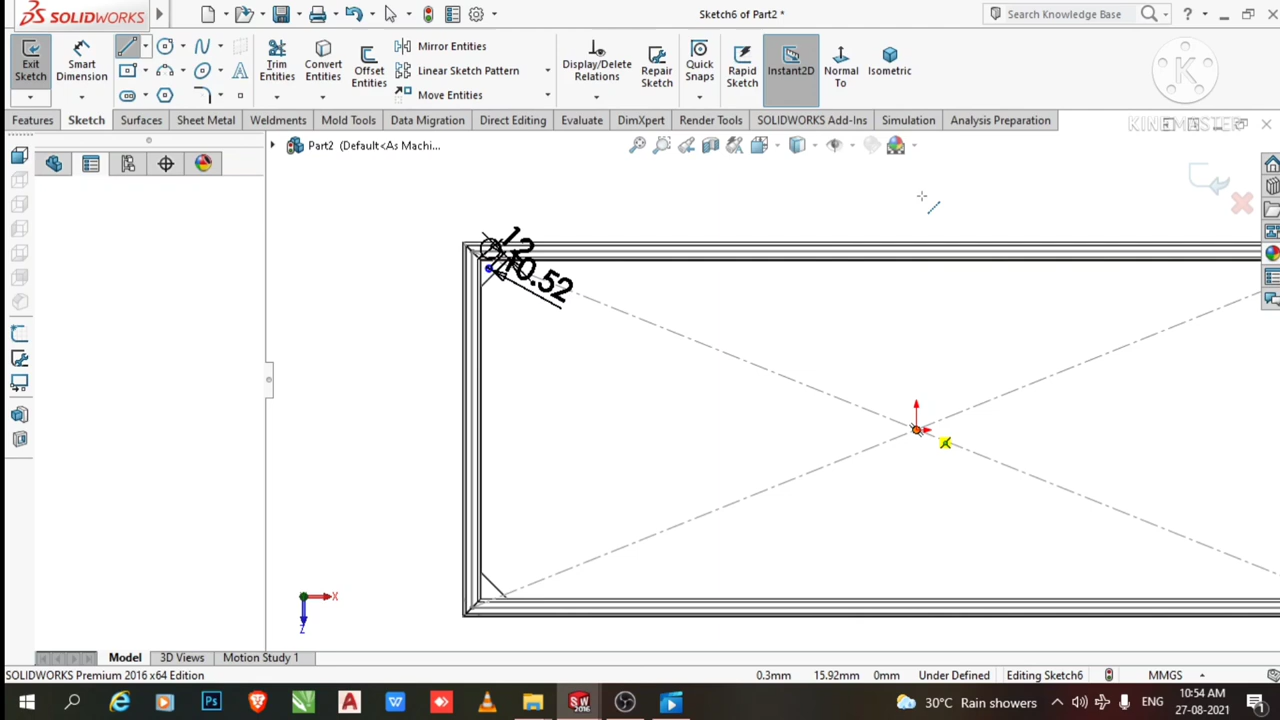 SOLIDWORKS
Sketch6 of Part2 *
Search Knowledge Base
?
Exit Sketch
Smart Dimension
Trim Entities
Convert Entities
Offset Entities
Mirror Entities
Linear Sketch Pattern
Move Entities
Display/Delete Relations
Repair Sketch
Quick Snaps
Rapid Sketch
Instant2D
Normal To
Isometric
K
Features Sketch Surfaces Sheet Metal Weldments Mold Tools Data Migration Direct Editing Evaluate DimXpert Render Tools SOLIDWORKS Add-Ins Simulation Analysis Preparation
KINEMASTER
Part2 (Default<As Machi...
12
10.52
X
Z
Model 3D Views Motion Study 1
SOLIDWORKS Premium 2016 x64 Edition 0.3mm 15.92mm 0mm Under Defined Editing Sketch6 MMGS
30°C Rain showers ENG 10:54 AM
27-08-2021